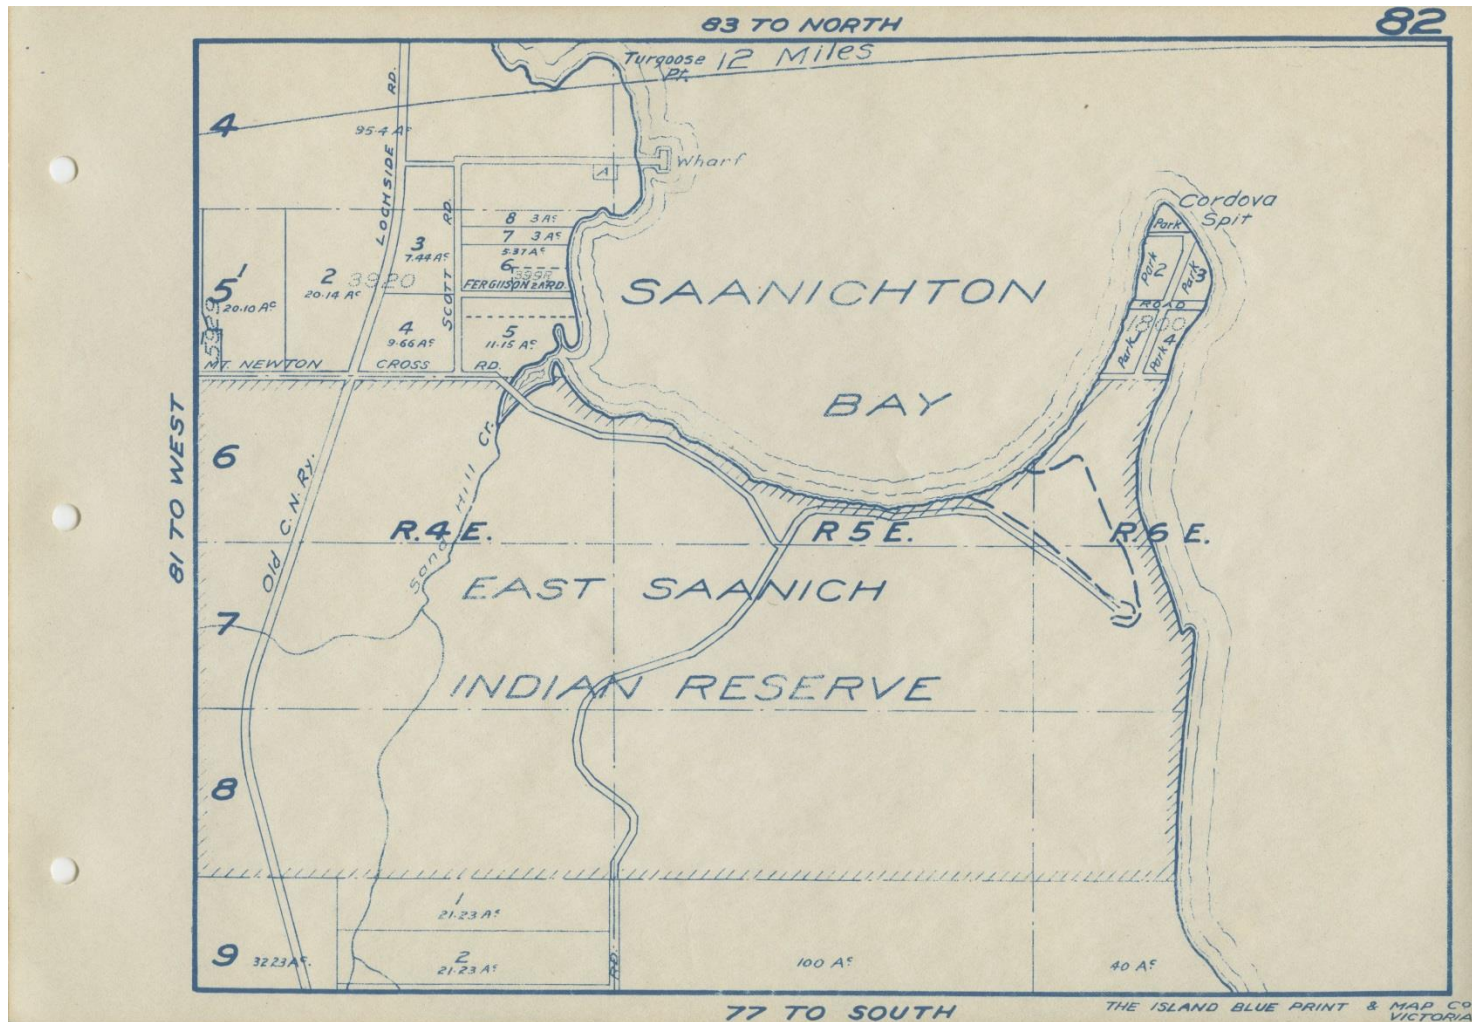 83 TO NORTH
82
Turgoose
Pt.
12 Miles
4
95·4 Ac
LOCHSIDE RD.
Wharf
A
Cordova
Spit
Park
Park 2
Park 3
ROAD
1800
Park
Park 4
SCOTT RD.
8 3 Ac
7 3 Ac
5·37 Ac
6
399R
FERGUSON RD.
3
7.44 Ac
3920
2
20·14 Ac
1
5
20·10 Ac
5929
4
9·66 Ac
5
11·15 Ac
MT. NEWTON CROSS RD.
SAANICHTON
BAY
81 TO WEST
6
Old C. N. Ry.
Sand Hill Cr.
R. 4 E.
R 5 E.
R. 6 E.
EAST SAANICH
7
INDIAN RESERVE
8
1
21·23 Ac
9
32·23 Ac.
2
21·23 Ac
RD.
100 Ac
40 Ac
77 TO SOUTH
THE ISLAND BLUE PRINT & MAP Co
VICTORIA